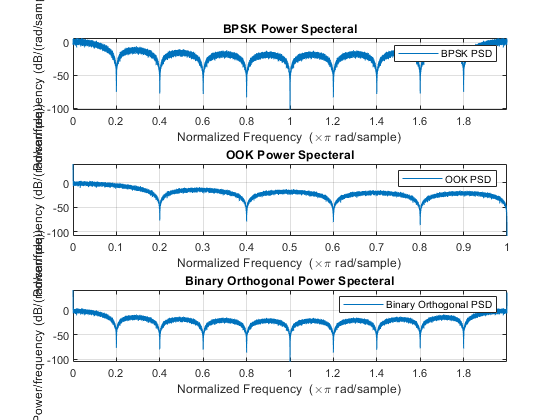 BPSK Power Specteral
0
-50
-100
BPSK PSD
0 0.2 0.4 0.6 0.8 1 1.2 1.4 1.6 1.8
Normalized Frequency (×π rad/sample)
OOK Power Specteral
0
-50
-100
OOK PSD
0 0.1 0.2 0.3 0.4 0.5 0.6 0.7 0.8 0.9 1
Normalized Frequency (×π rad/sample)
Binary Orthogonal Power Specteral
0
-50
-100
Binary Orthogonal PSD
0 0.2 0.4 0.6 0.8 1 1.2 1.4 1.6 1.8
Normalized Frequency (×π rad/sample)
Power/frequency (dB/